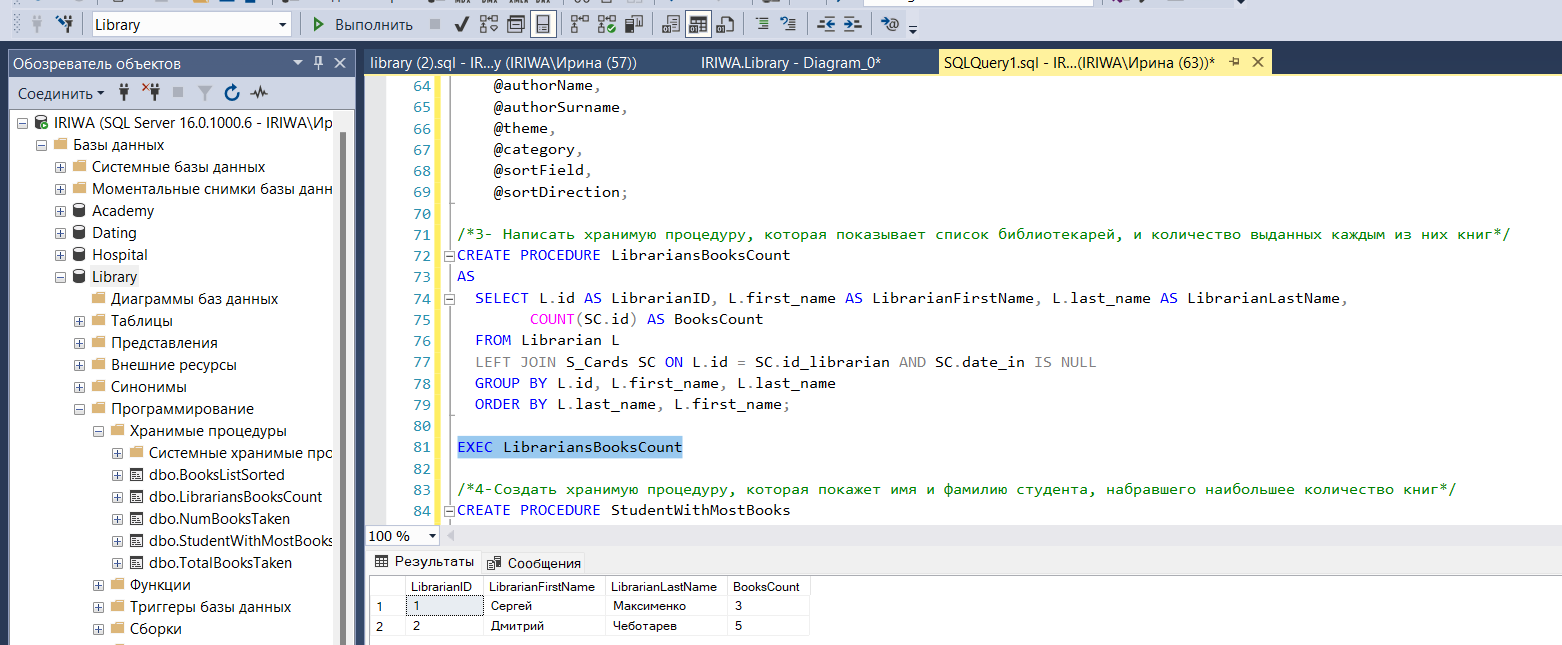 Library
Выполнить
Обозреватель объектов
library (2).sql - IR...y (IRIWA\Ирина (57))
IRIWA.Library - Diagram_0*
SQLQuery1.sql - IR...(IRIWA\Ирина (63))*
Соединить
IRIWA (SQL Server 16.0.1000.6 - IRIWA\Ир
Базы данных
Системные базы данных
Моментальные снимки базы данн
Academy
Dating
Hospital
Library
Диаграммы баз данных
Таблицы
Представления
Внешние ресурсы
Синонимы
Программирование
Хранимые процедуры
Системные хранимые про
dbo.BooksListSorted
dbo.LibrariansBooksCount
dbo.NumBooksTaken
dbo.StudentWithMostBooks
dbo.TotalBooksTaken
Функции
Триггеры базы данных
Сборки
64 @authorName,
65 @authorSurname,
66 @theme,
67 @category,
68 @sortField,
69 @sortDirection;
70
71 /*3- Написать хранимую процедуру, которая показывает список библиотекарей, и количество выданных каждым из них книг*/
72 CREATE PROCEDURE LibrariansBooksCount
73 AS
74 SELECT L.id AS LibrarianID, L.first_name AS LibrarianFirstName, L.last_name AS LibrarianLastName,
75 COUNT(SC.id) AS BooksCount
76 FROM Librarian L
77 LEFT JOIN S_Cards SC ON L.id = SC.id_librarian AND SC.date_in IS NULL
78 GROUP BY L.id, L.first_name, L.last_name
79 ORDER BY L.last_name, L.first_name;
80
81 EXEC LibrariansBooksCount
82
83 /*4-Создать хранимую процедуру, которая покажет имя и фамилию студента, набравшего наибольшее количество книг*/
84 CREATE PROCEDURE StudentWithMostBooks
100 %
Результаты Сообщения
LibrarianID LibrarianFirstName LibrarianLastName BooksCount
1 1 Сергей Максименко 3
2 2 Дмитрий Чеботарев 5